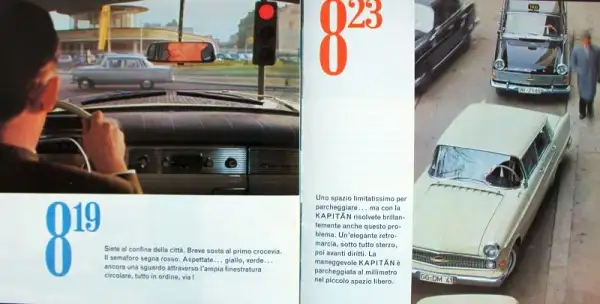 8 19
Siete al confine della città. Breve sosta al primo crocevia.
Il semaforo segna rosso. Aspettate... giallo, verde...
ancora uno sguardo attraverso l'ampia finestratura
circolare, tutto in ordine, via!
8 23
Uno spazio limitatissimo per
parcheggiare... ma con la
KAPITÄN risolvete brillan-
temente anche questo pro-
blema. Un'elegante retro-
marcia, sotto tutto sterzo,
poi avanti diritti. La
maneggevole KAPITÄN è
parcheggiata al millimetro
nel piccolo spazio libero.
GG-DM 43